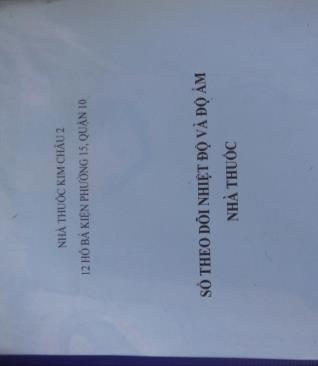 NHÀ THUỐC KIM CHÂU 2
12 HỒ BÁ KIỆN PHƯỜNG 15, QUẬN 10
SỔ THEO DÕI NHIỆT ĐỘ VÀ ĐỘ ẨM
NHÀ THUỐC